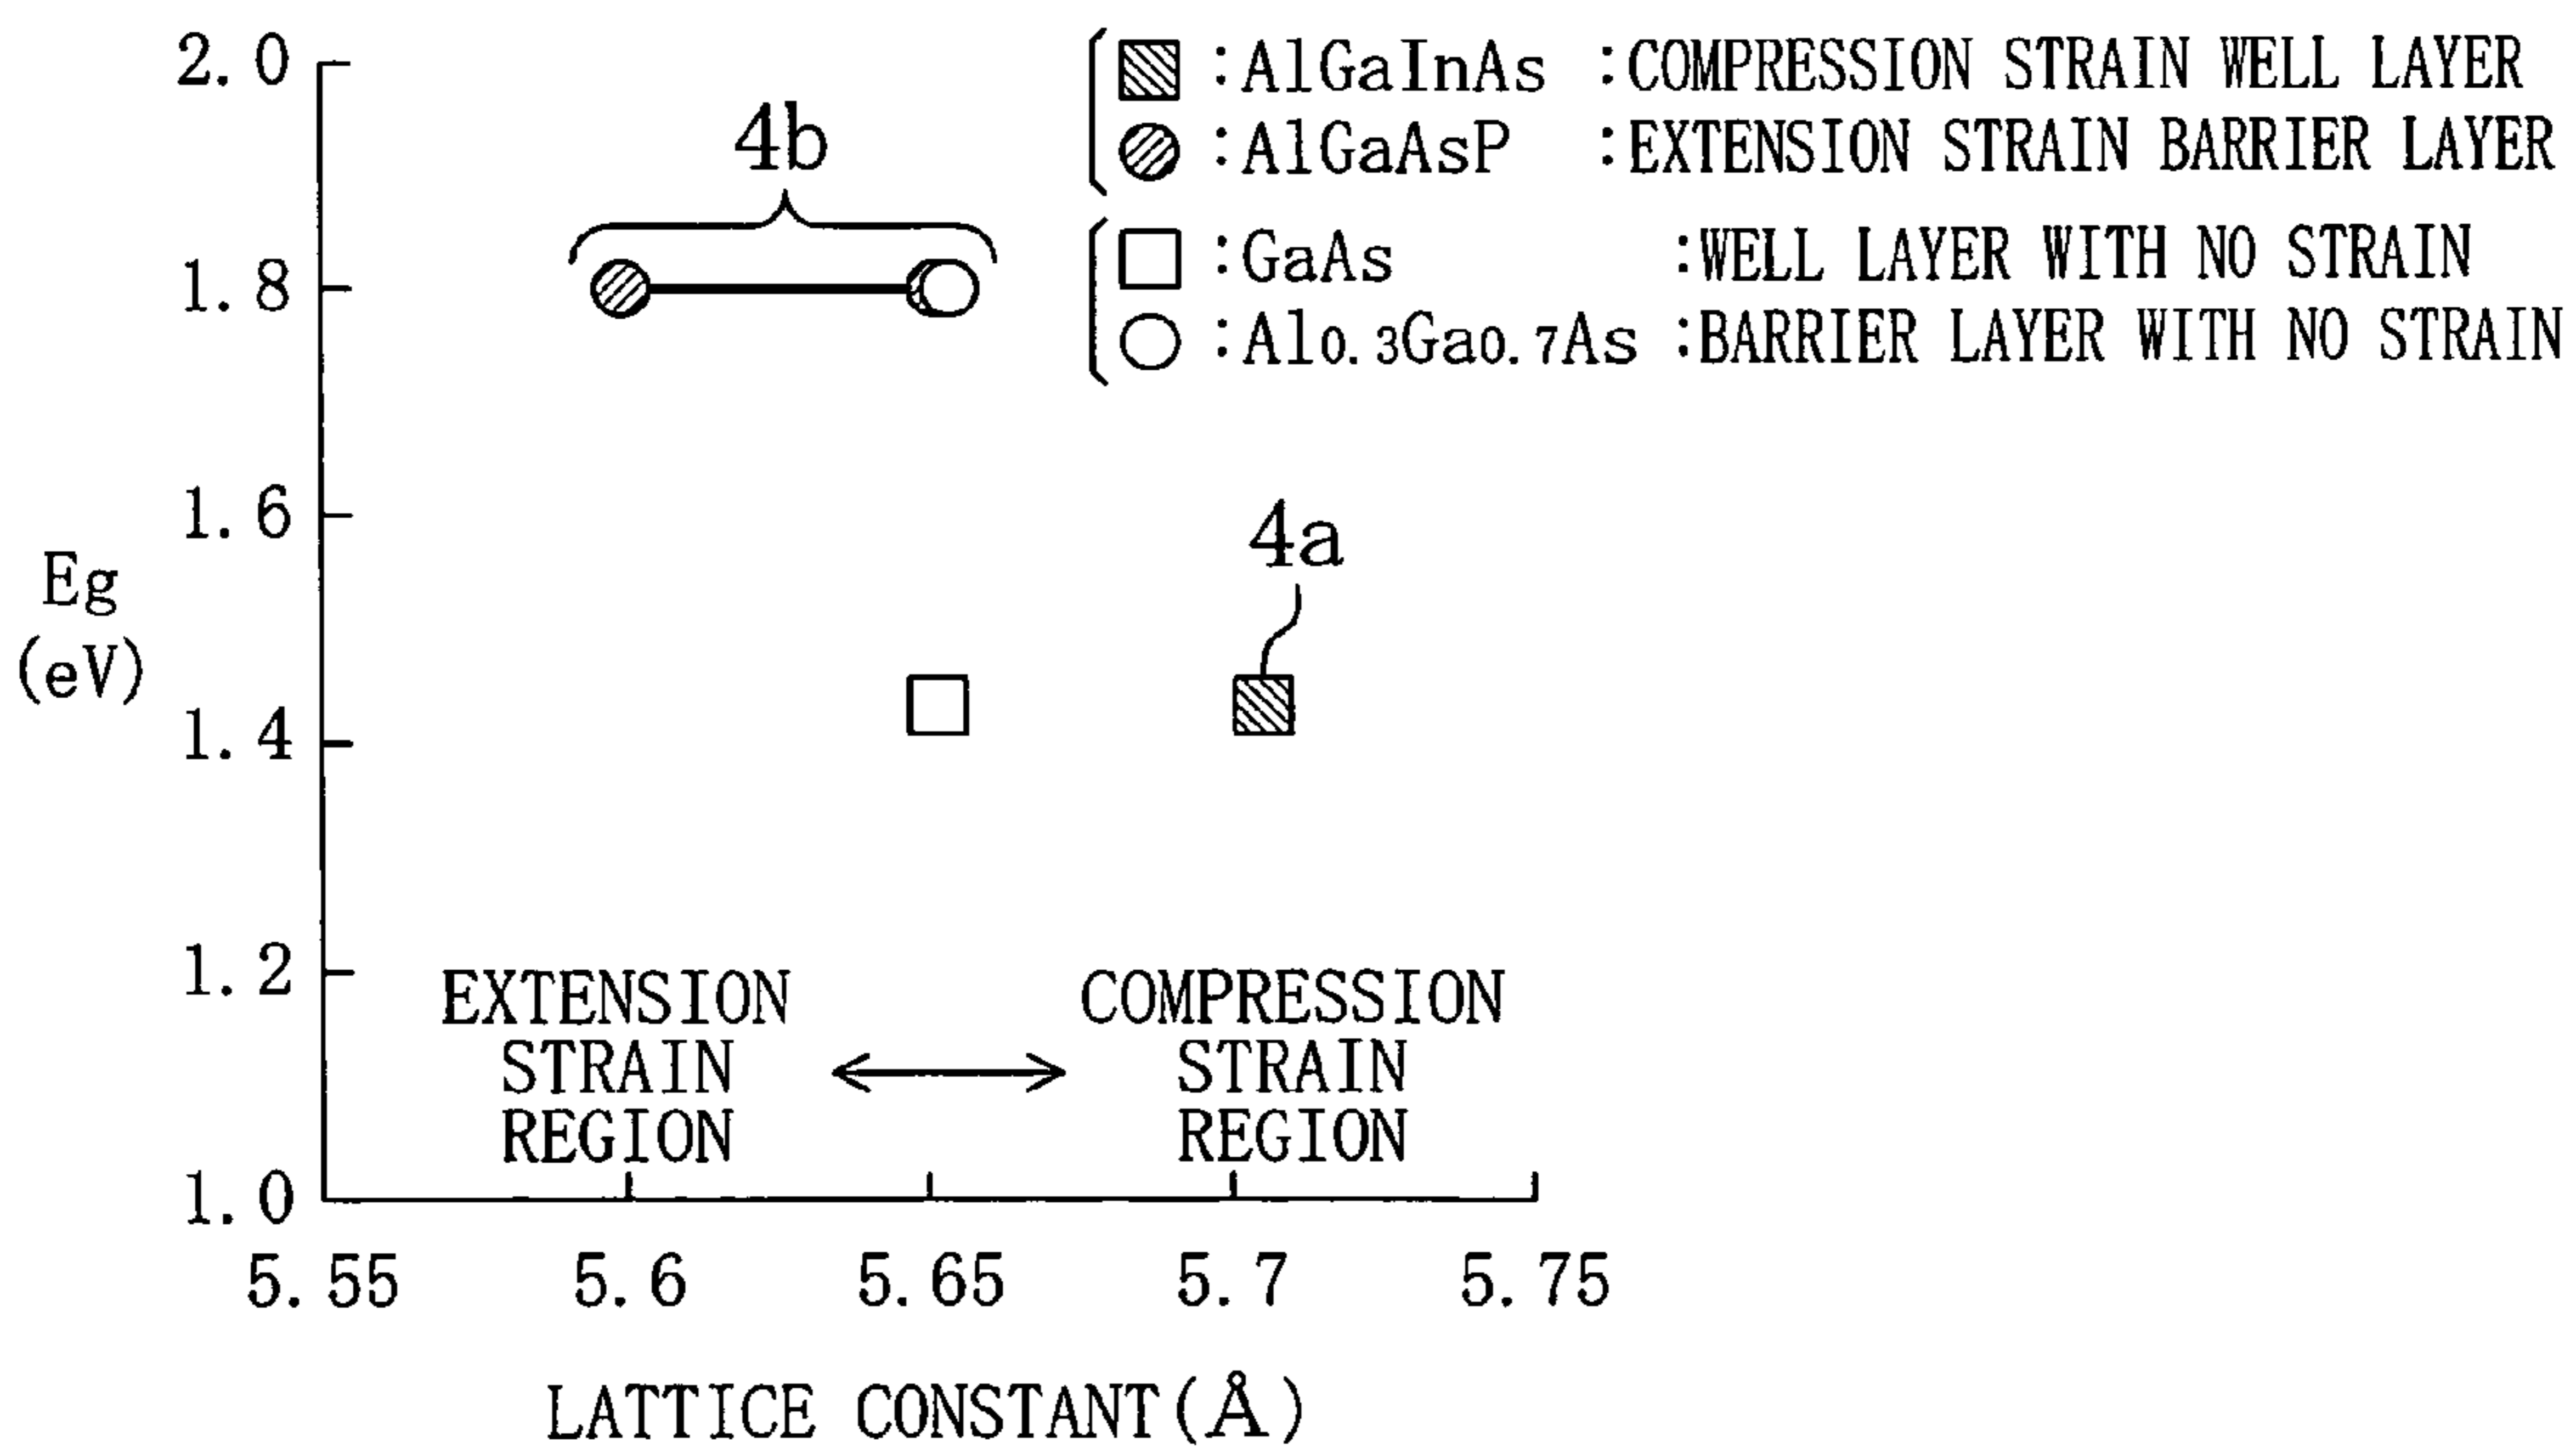 :AlGaInAs :COMPRESSION STRAIN WELL LAYER
:AlGaAsP :EXTENSION STRAIN BARRIER LAYER
:GaAs :WELL LAYER WITH NO STRAIN
:Al0.3Ga0.7As :BARRIER LAYER WITH NO STRAIN
2.0
4b
1.8
1.6
4a
Eg
(eV)
1.4
1.2
EXTENSION
STRAIN
REGION
COMPRESSION
STRAIN
REGION
1.0
5.55 5.6 5.65 5.7 5.75
LATTICE CONSTANT(Å)